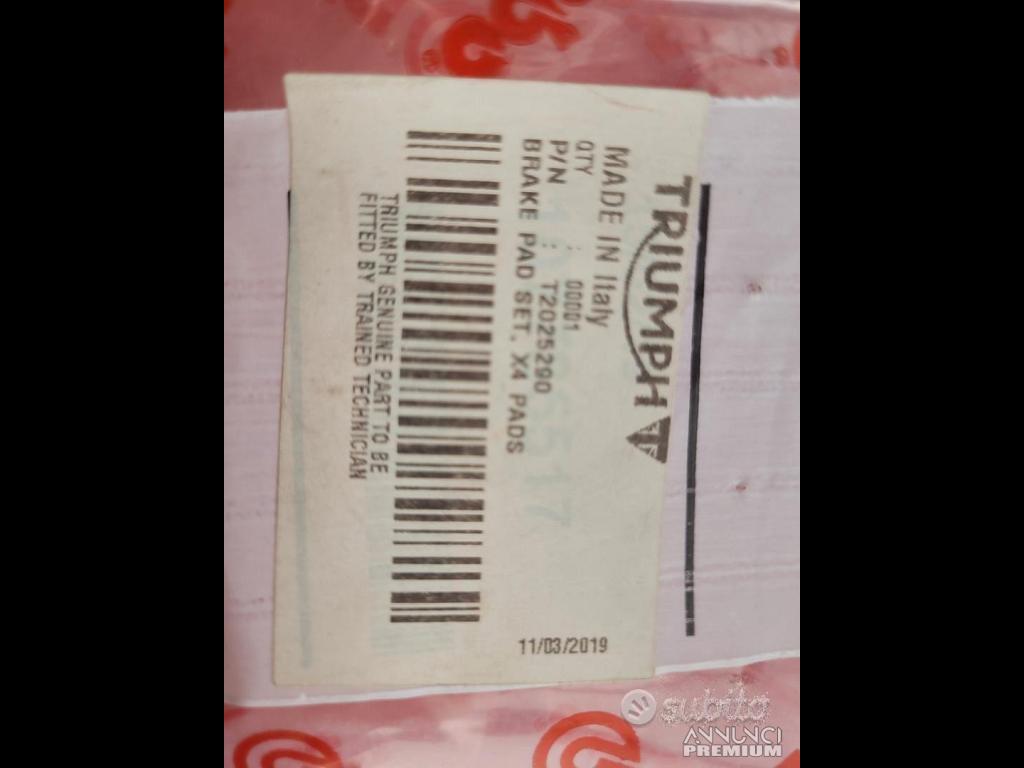 TRIUMPH
MADE IN Italy
QTY : 00001
P/N : T2025290
BRAKE PAD SET, X4 PADS
TRIUMPH GENUINE PART TO BE
FITTED BY TRAINED TECHNICIAN
11/03/2019
subito
ANNUNCI
PREMIUM